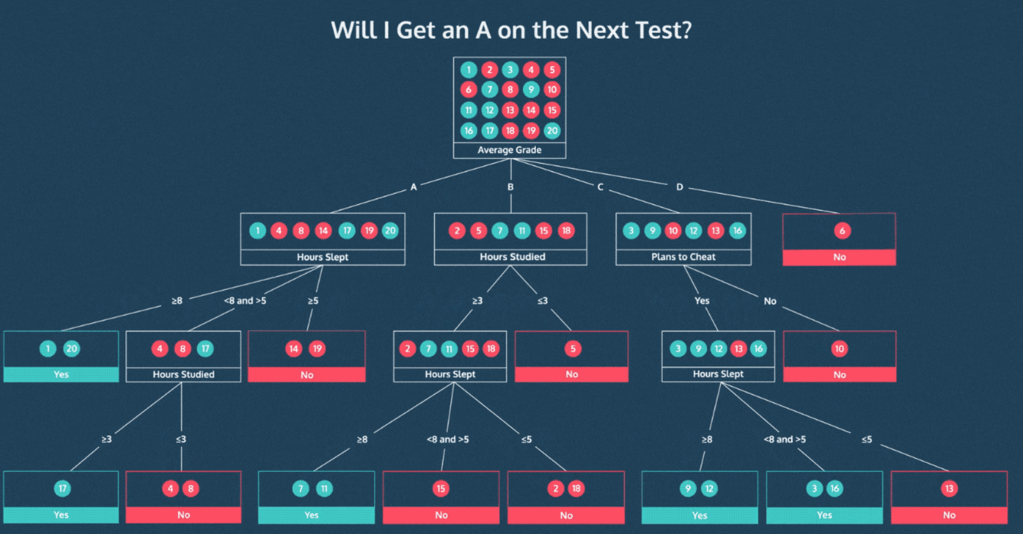 Will I Get an A on the Next Test?
1 2 3 4 5
6 7 8 9 10
11 12 13 14 15
16 17 18 19 20
Average Grade
A B C D
1 4 8 14 17 19 20
Hours Slept
2 5 7 11 15 18
Hours Studied
3 9 10 12 13 16
Plans to Cheat
6
No
≥8 <8 and >5 ≥5
≥3 ≤3
Yes No
1 20
Yes
4 8 17
Hours Studied
14 19
No
2 7 11 15 18
Hours Slept
5
No
3 9 12 13 16
Hours Slept
10
No
≥3 ≤3
≥8 <8 and >5 ≤5
≥8 <8 and >5 ≤5
17
Yes
4 8
No
7 11
Yes
15
No
2 18
No
9 12
Yes
3 16
Yes
13
No